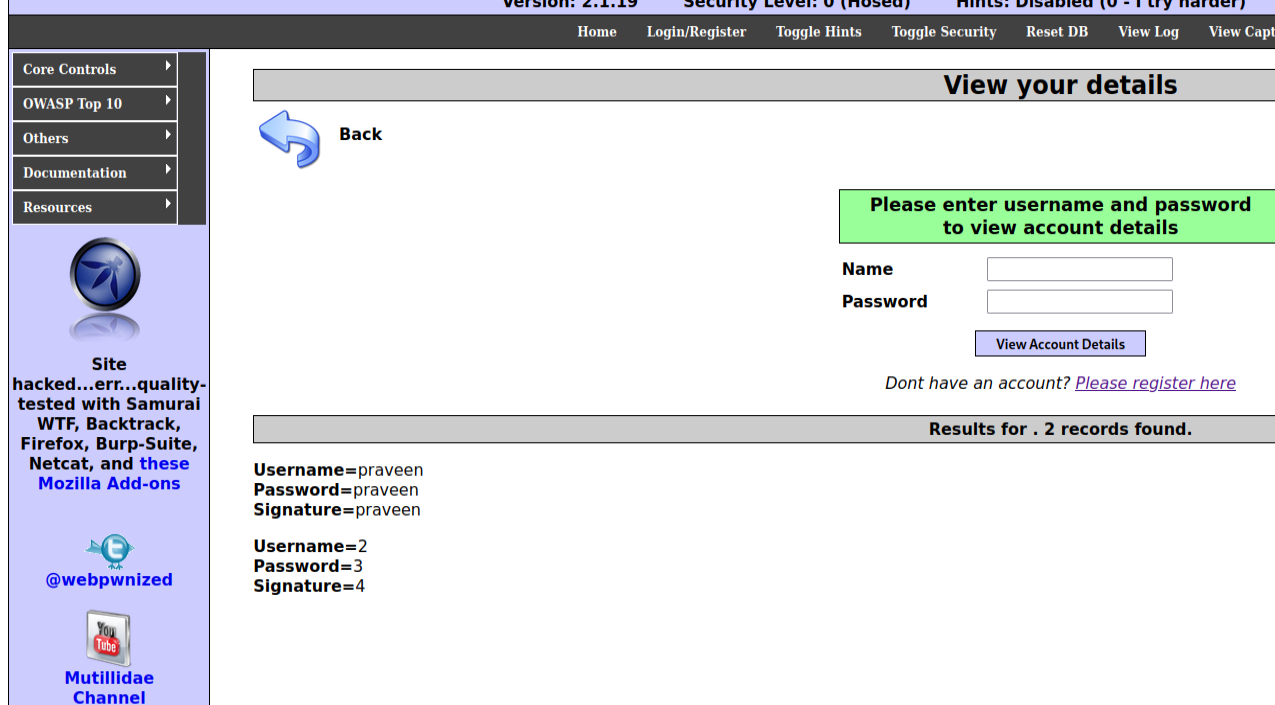 Version: 2.1.19 Security Level: 0 (Hosed) Hints: Disabled (0 - I try harder)
Home Login/Register Toggle Hints Toggle Security Reset DB View Log View Capt
Core Controls
OWASP Top 10
Others
Documentation
Resources
Site
hacked...err...quality-
tested with Samurai
WTF, Backtrack,
Firefox, Burp-Suite,
Netcat, and these
Mozilla Add-ons
@webpwnized
You
Tube
Mutillidae
Channel
View your details
Back
Please enter username and password
to view account details
Name
Password
View Account Details
Dont have an account? Please register here
Results for . 2 records found.
Username=praveen
Password=praveen
Signature=praveen
Username=2
Password=3
Signature=4